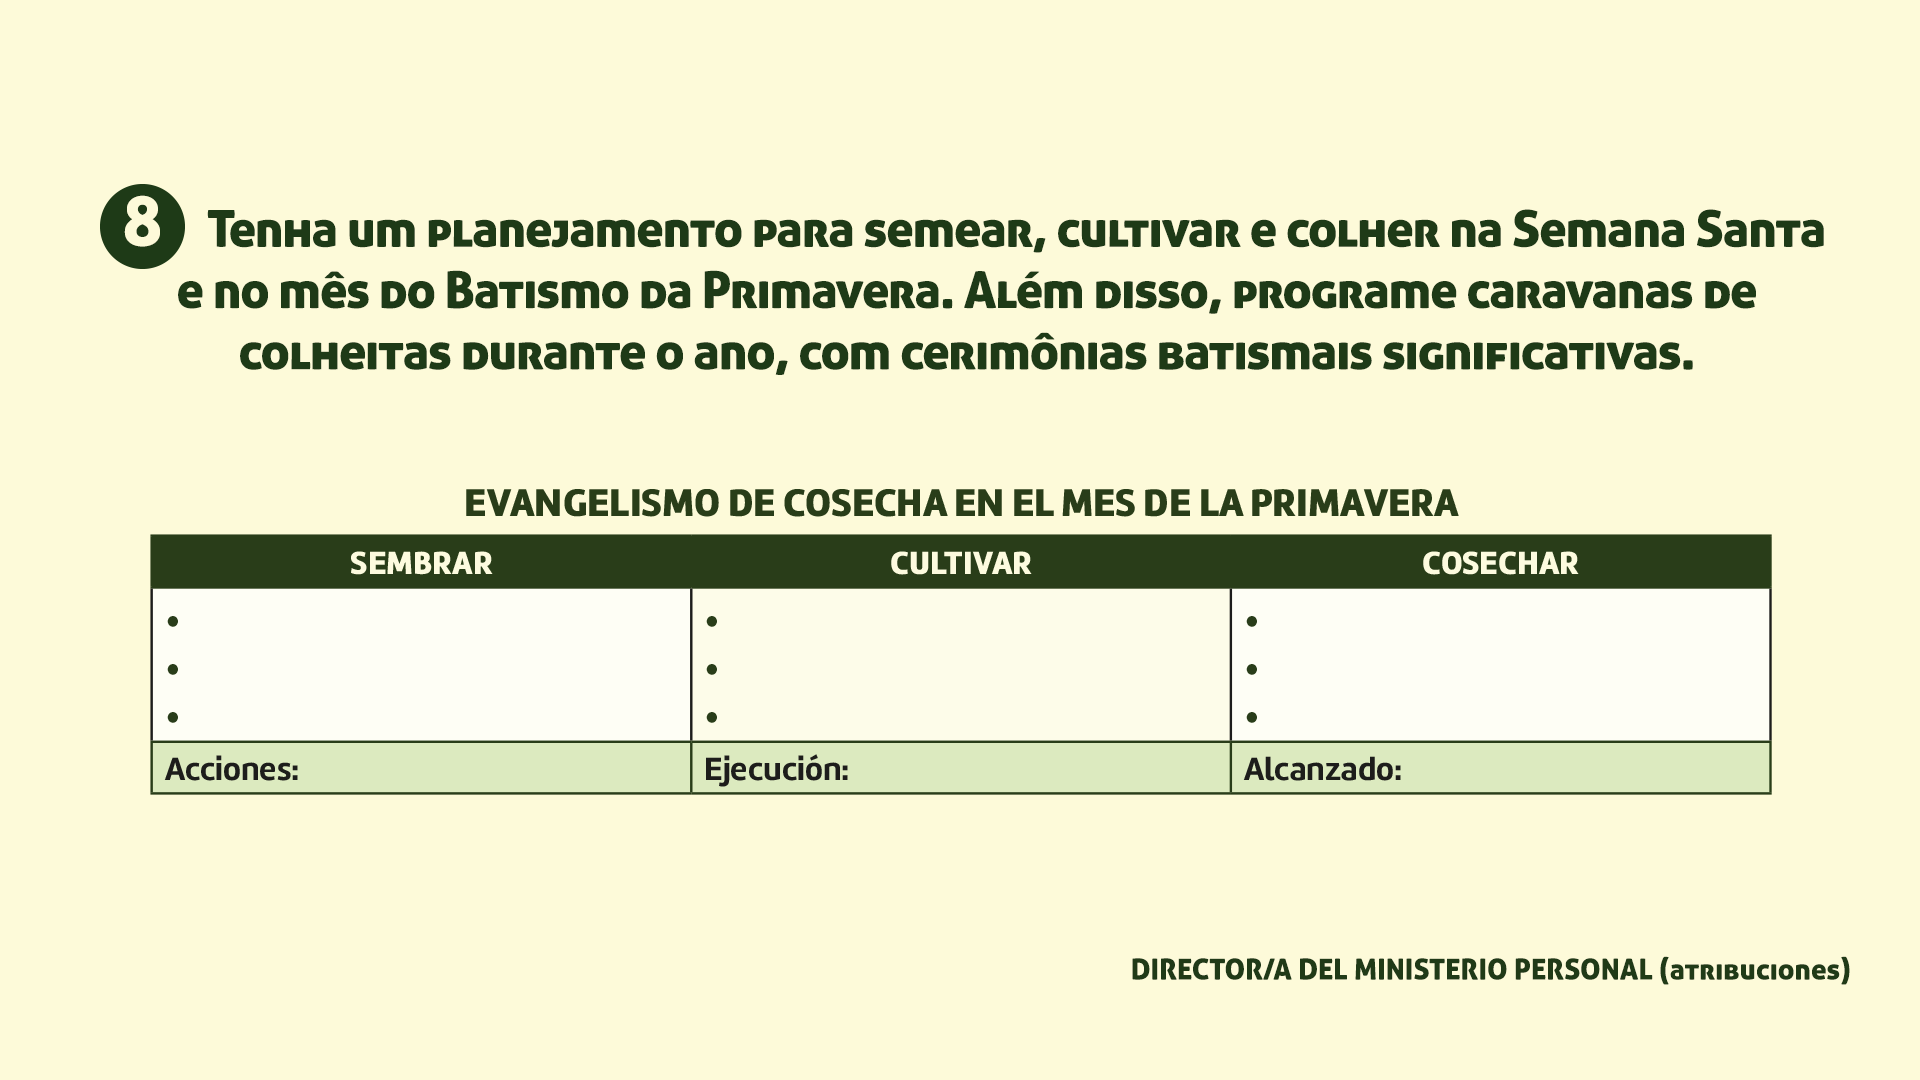 8 Tenha um planejamento para semear, cultivar e colher na Semana Santa
e no mês do Batismo da Primavera. Além disso, programe caravanas de
colheitas durante o ano, com cerimônias batismais significativas.
EVANGELISMO DE COSECHA EN EL MES DE LA PRIMAVERA
SEMBRAR CULTIVAR COSECHAR
• • •
• • •
• • •
Acciones: Ejecución: Alcanzado:
DIRECTOR/A DEL MINISTERIO PERSONAL (atribuciones)